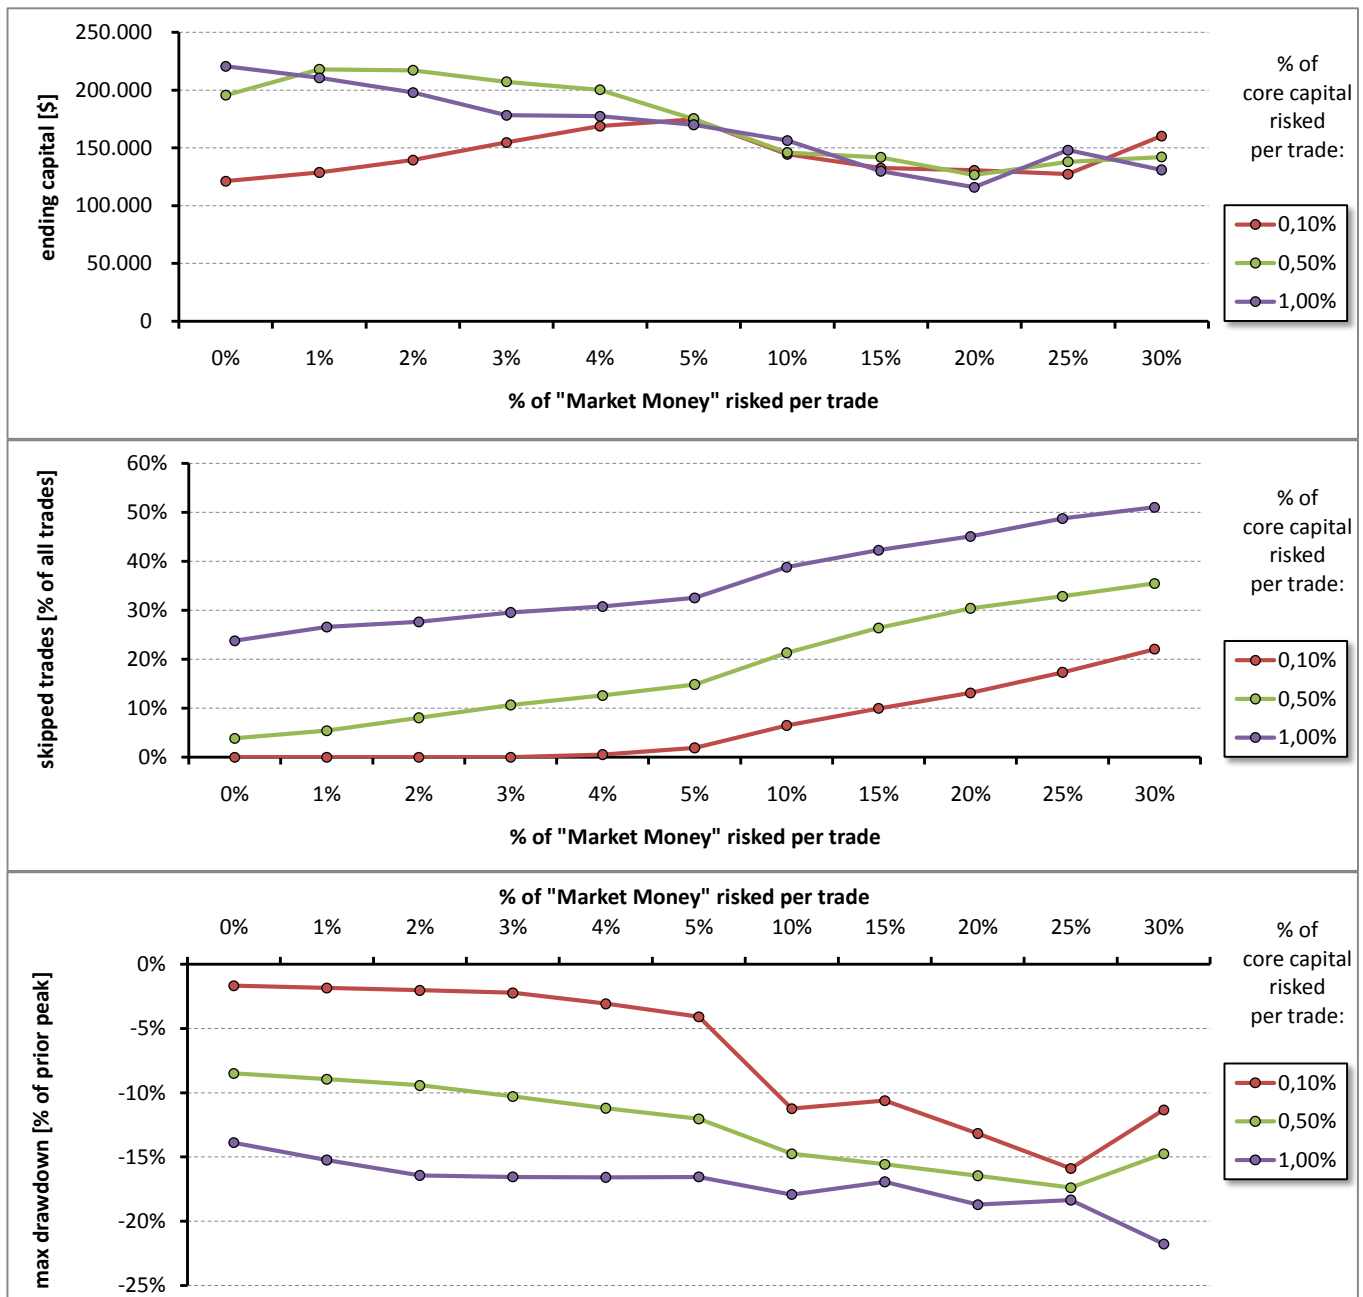 250.000
200.000
150.000
100.000
50.000
0
ending capital [$]
0% 1% 2% 3% 4% 5% 10% 15% 20% 25% 30%
% of "Market Money" risked per trade
% of
core capital
risked
per trade:
0,10%
0,50%
1,00%
60%
50%
40%
30%
20%
10%
0%
skipped trades [% of all trades]
0% 1% 2% 3% 4% 5% 10% 15% 20% 25% 30%
% of "Market Money" risked per trade
% of
core capital
risked
per trade:
0,10%
0,50%
1,00%
% of "Market Money" risked per trade
0% 1% 2% 3% 4% 5% 10% 15% 20% 25% 30%
0%
-5%
-10%
-15%
-20%
-25%
max drawdown [% of prior peak]
% of
core capital
risked
per trade:
0,10%
0,50%
1,00%